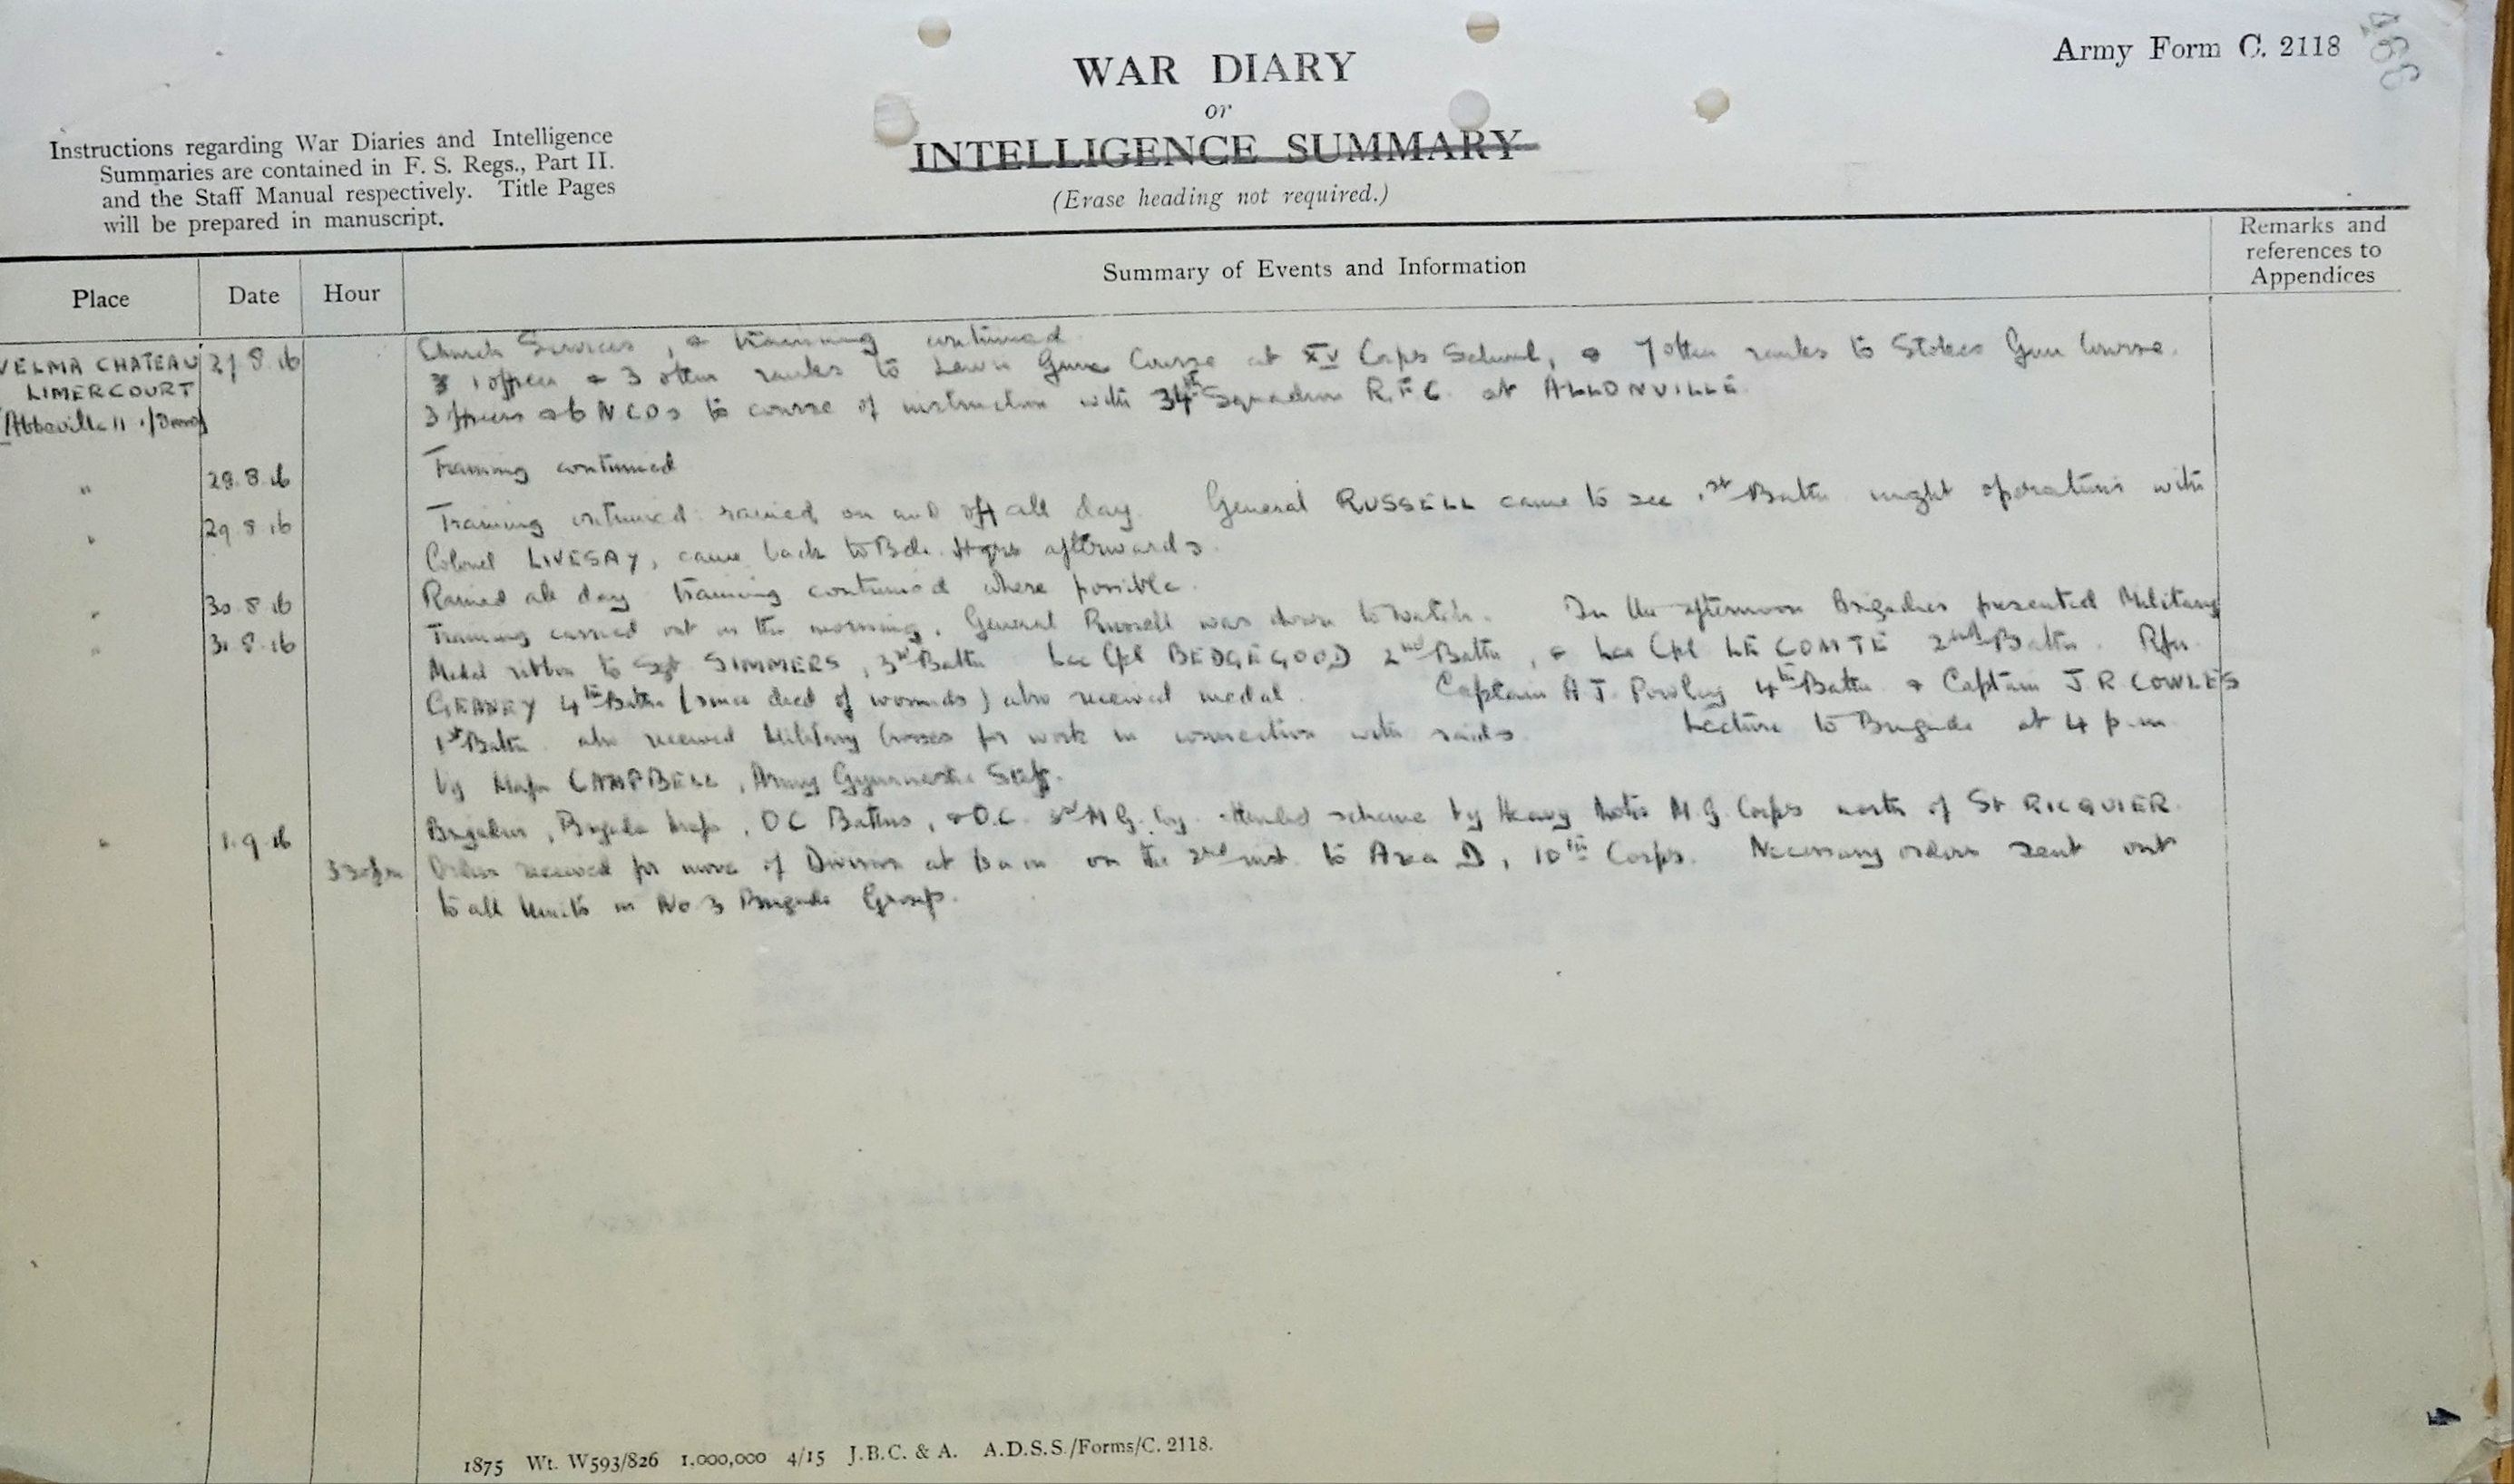 Army Form C. 2118
WAR DIARY
or
INTELLIGENCE SUMMARY
(Erase heading not required.)
Instructions regarding War Diaries and Intelligence
Summaries are contained in F. S. Regs., Part II.
and the Staff Manual respectively. Title Pages
will be prepared in manuscript.
Place Date Hour Summary of Events and Information Remarks and
references to
Appendices
VELMA CHATEAU 27 8 16 Church Services, & training continued
LIMERCOURT 1 officer & 3 other ranks to Lewis Gun Course at XV Corps School, & 7 other ranks to Stokes Gun Course.
(Abbeville 11 3 officers & 6 NCOs to course of instruction with 34th Squadron R.F.C. at ALLONVILLE.
" 28.8.16 Training continued
" 29.8.16 Training continued: rained on and off all day. General RUSSELL came to see 1st Battn night operations with
Colonel LIVESAY, came back to Bde. Hqrs afterwards.
" 30.8.16 Rained all day training continued where possible.
" 31.8.16 Training carried out in the morning. General Russell was down to watch. In the afternoon Brigadier presented Military
Medal ribbon to Sgt SIMMERS, 3rd Battn Lce Cpl BEDGEGOOD 2nd Battn, & Lce Cpl LE COMTE 2nd Battn. Rfn
GEANEY 4th Battn (since died of wounds) also received medal. Captain A J Powley 4th Battn & Captain J.R. COWLES
1st Battn also received Military Crosses for work in connection with raids. Lecture to Brigade at 4 p.m
by Major CAMPBELL, Army Gymnastic Staff.
" 1.9.16 Brigadier, Brigade Major, OC Battns, & O.C. 3rd M.G. Coy. attended scheme by Heavy Motor M.G. Corps north of St RICQUIER.
3 30 pm Orders received for move of Division at 10 a m on the 2nd inst. to Area D, 10th Corps. Necessary orders sent out
to all Units in No 3 Brigade Group.
1875 Wt. W593/826 1,000,000 4/15 J.B.C. & A. A.D.S.S./Forms/C. 2118.